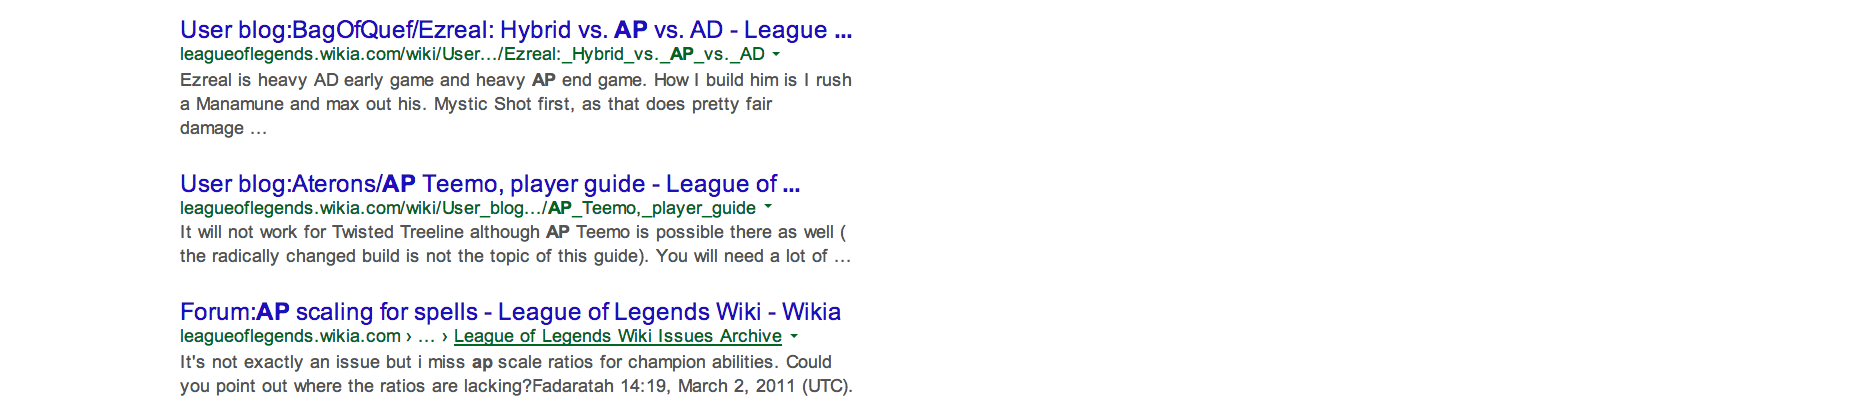 User blog:BagOfQuef/Ezreal: Hybrid vs. AP vs. AD - League ...
leagueoflegends.wikia.com/wiki/User.../Ezreal:_Hybrid_vs._AP_vs._AD
Ezreal is heavy AD early game and heavy AP end game. How I build him is I rush
a Manamune and max out his. Mystic Shot first, as that does pretty fair
damage ...
User blog:Aterons/AP Teemo, player guide - League of ...
leagueoflegends.wikia.com/wiki/User_blog.../AP_Teemo,_player_guide
It will not work for Twisted Treeline although AP Teemo is possible there as well (
the radically changed build is not the topic of this guide). You will need a lot of ...
Forum:AP scaling for spells - League of Legends Wiki - Wikia
leagueoflegends.wikia.com › ... › League of Legends Wiki Issues Archive
It's not exactly an issue but i miss ap scale ratios for champion abilities. Could
you point out where the ratios are lacking?Fadaratah 14:19, March 2, 2011 (UTC).